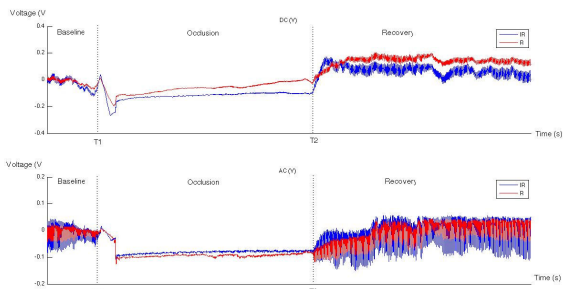 Voltage (V
DC (Y)
Baseline
Occlusion
Recovery
IR
R
0.4
0.2
0
-0.2
-0.4
T1
T2
Time (s)
Voltage (V
AC (Y)
Baseline
Occlusion
Recovery
IR
R
0.2
0.1
0
-0.1
-0.2
Time (s)